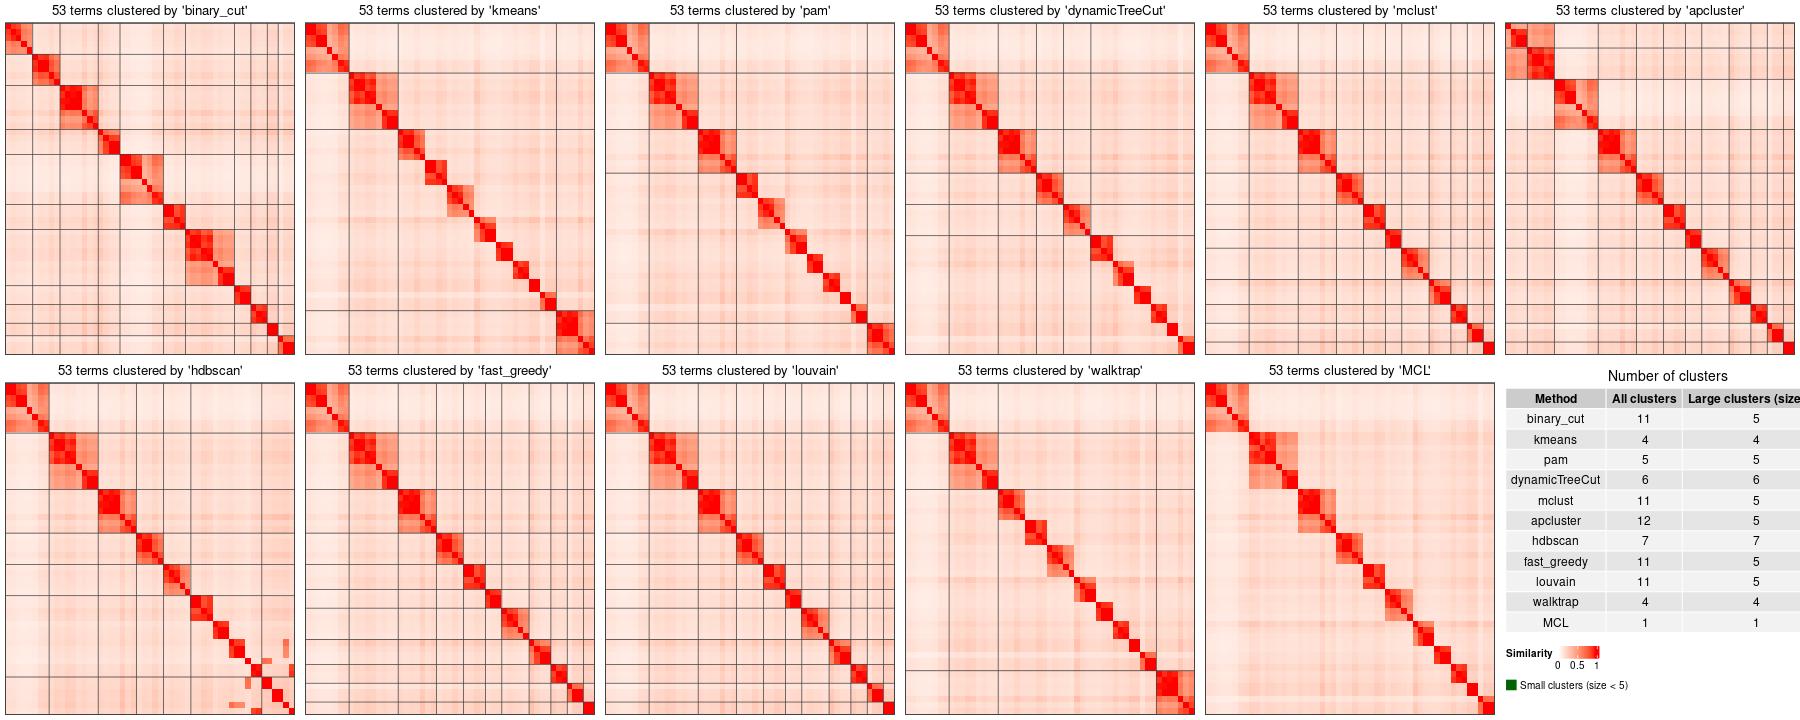 53 terms clustered by 'binary_cut'
53 terms clustered by 'kmeans'
53 terms clustered by 'pam'
53 terms clustered by 'dynamicTreeCut'
53 terms clustered by 'mclust'
53 terms clustered by 'apcluster'
53 terms clustered by 'hdbscan'
53 terms clustered by 'fast_greedy'
53 terms clustered by 'louvain'
53 terms clustered by 'walktrap'
53 terms clustered by 'MCL'
Number of clusters
Method All clusters Large clusters (size
binary_cut 11 5
kmeans 4 4
pam 5 5
dynamicTreeCut 6 6
mclust 11 5
apcluster 12 5
hdbscan 7 7
fast_greedy 11 5
louvain 11 5
walktrap 4 4
MCL 1 1
Similarity
0 0.5 1
Small clusters (size < 5)